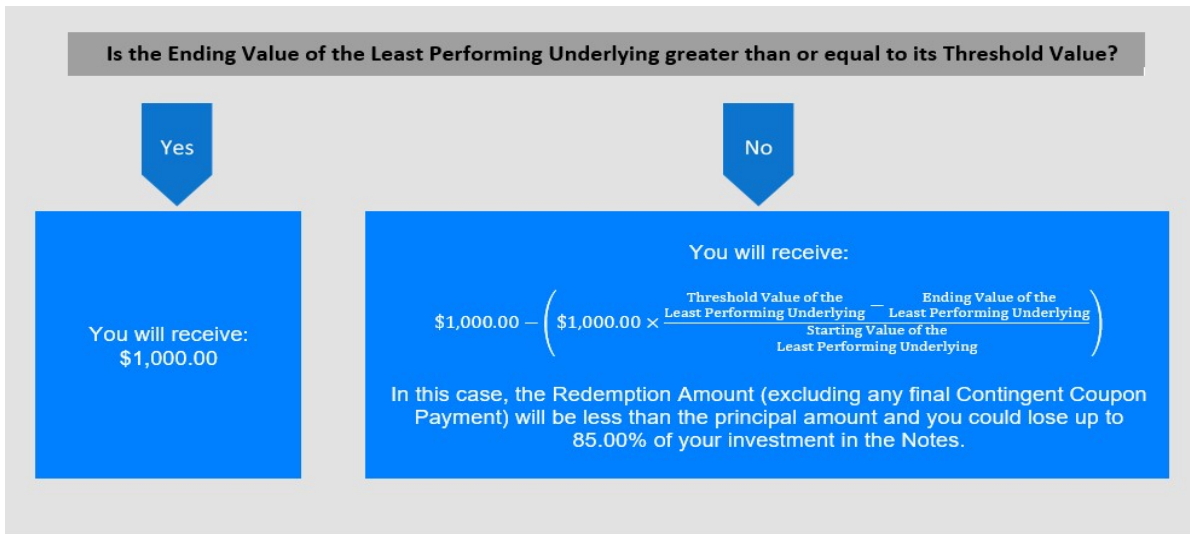 Is the Ending Value of the Least Performing Underlying greater than or equal to its Threshold Value?
Yes
No
You will receive:
$1,000.00
You will receive:
$1,000.00 − ($1,000.00 × 
Threshold Value of the
Least Performing Underlying
−
Ending Value of the
Least Performing Underlying
Starting Value of the
Least Performing Underlying
)
In this case, the Redemption Amount (excluding any final Contingent Coupon
Payment) will be less than the principal amount and you could lose up to
85.00% of your investment in the Notes.